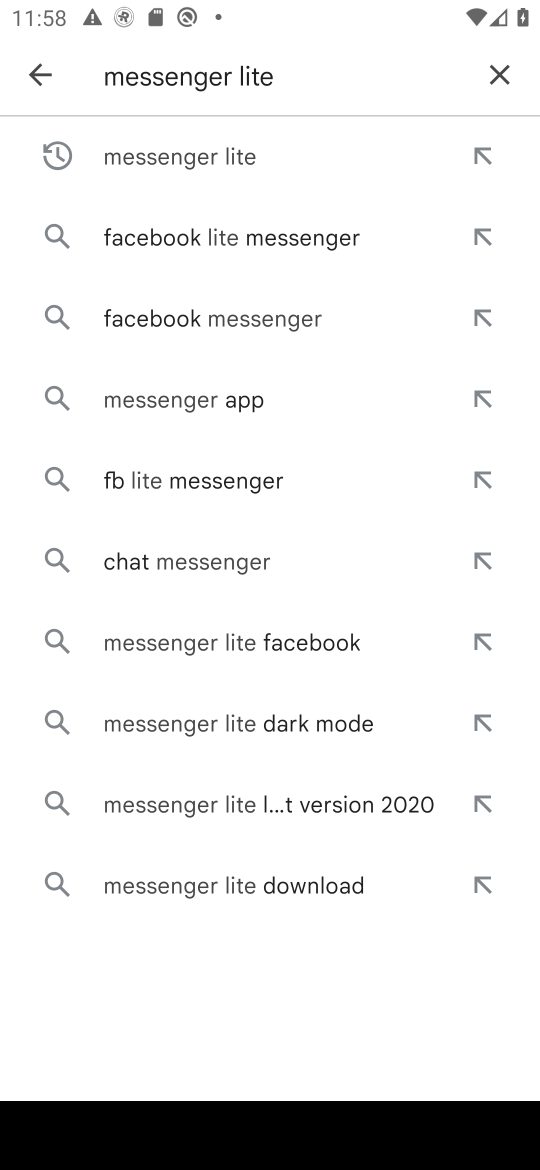 11:58
messenger lite
messenger lite
facebook lite messenger
facebook messenger
messenger app
fb lite messenger
chat messenger
messenger lite facebook
messenger lite dark mode
messenger lite l...t version 2020
messenger lite download